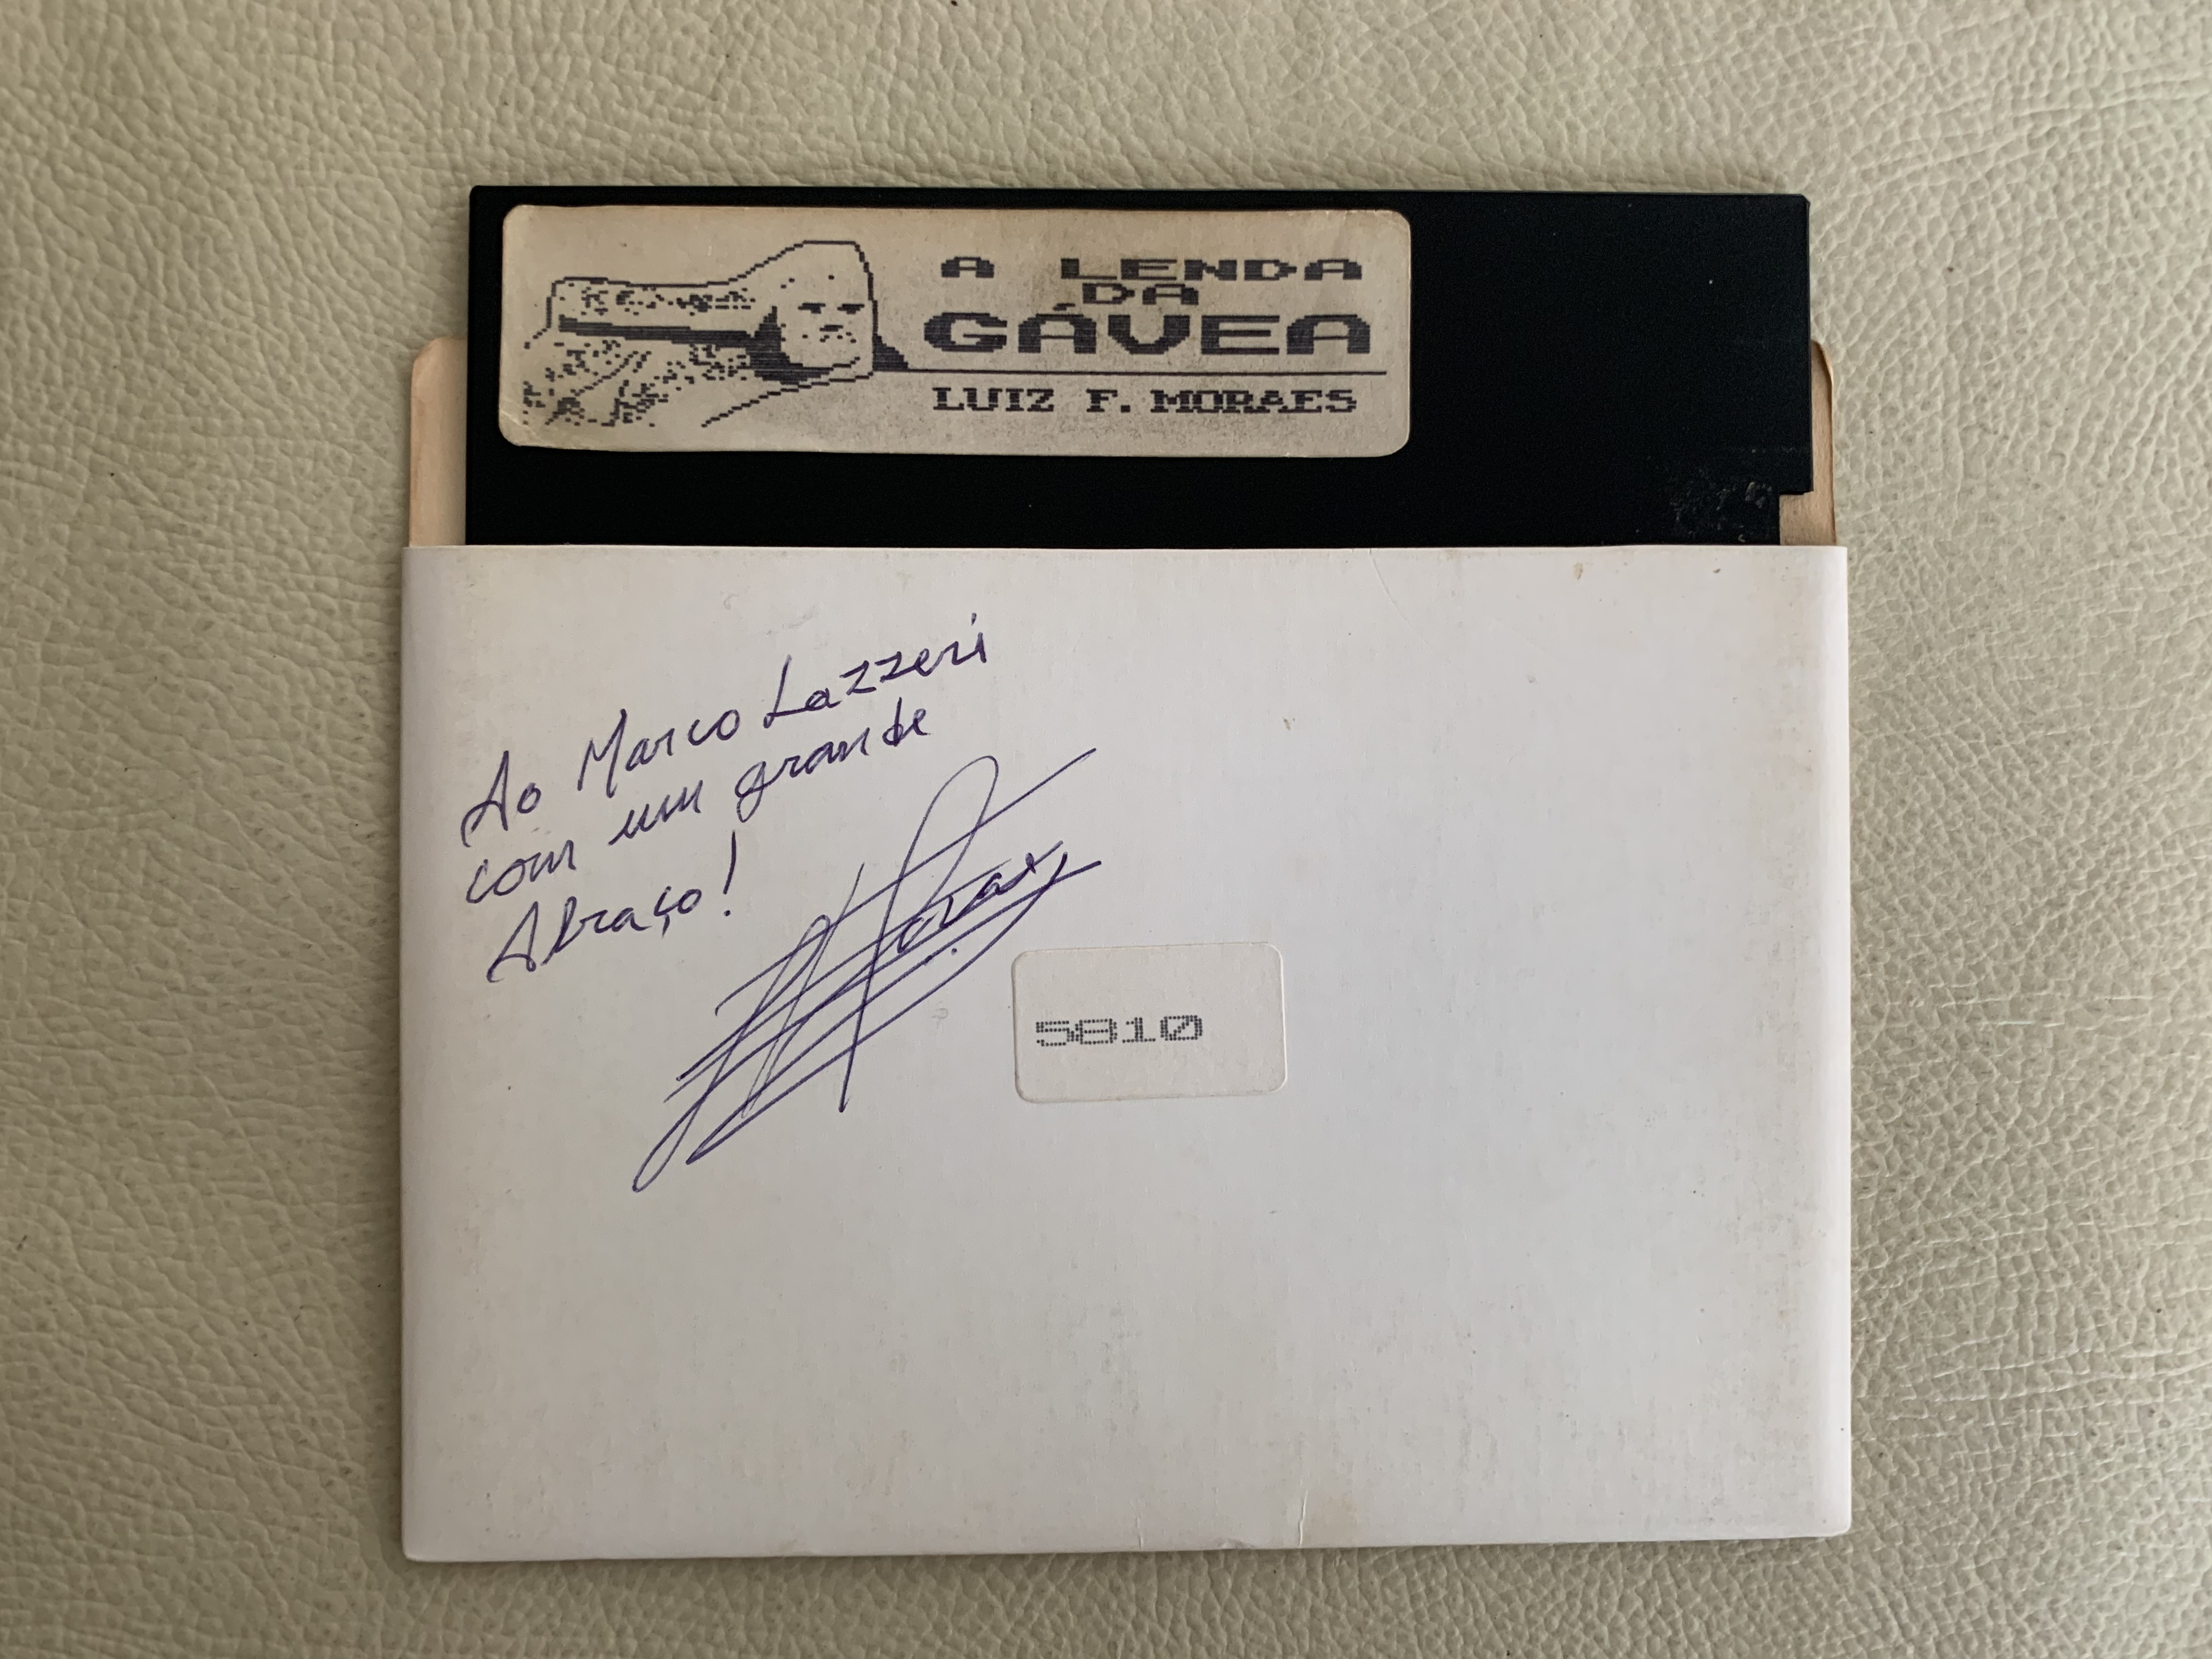 A LENDA
DA
GÁVEA
LUIZ F. MORAES
Ao Marco Lazzeri
com um grande
Abraço!
5810